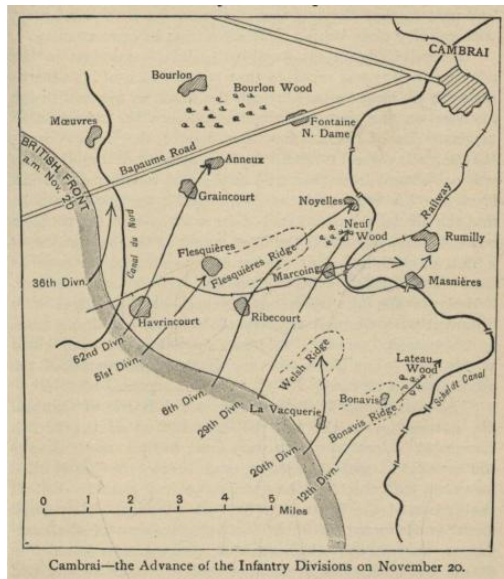 CAMBRAI
Bourlon
Bourlon Wood
Mœuvres
Fontaine
N. Dame
BRITISH FRONT
a.m. Nov. 20
Bapaume Road
Anneux
Graincourt
Noyelles
Railway
Neuf
Wood
Rumilly
Canal du Nord
Flesquières
Flesquières Ridge
Marcoing
Masnières
36th Divn.
Havrincourt
Ribecourt
62nd Divn.
51st Divn.
Welsh Ridge
Lateau
Wood
6th Divn.
29th Divn.
La Vacquerie
Bonavis
Bonavis Ridge
Scheldt Canal
20th Divn.
12th Divn.
0 1 2 3 4 5
Miles
Cambrai—the Advance of the Infantry Divisions on November 20.